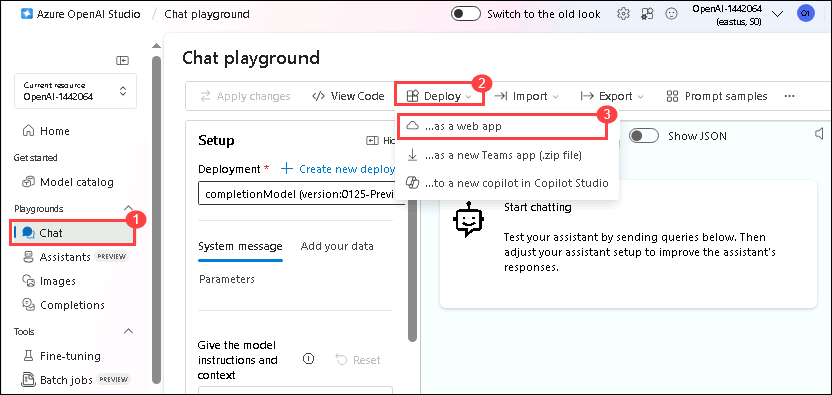 Azure OpenAI Studio / Chat playground
Switch to the old look
OpenAI-1442064
(eastus, S0)
O1
Current resource
OpenAI-1442064
Home
Get started
Model catalog
Playgrounds
1
Chat
Assistants PREVIEW
Images
Completions
Tools
Fine-tuning
Batch jobs PREVIEW
Chat playground
Apply changes
</> View Code
Deploy
2
Import
Export
Prompt samples
...
...as a web app
3
...as a new Teams app (.zip file)
...to a new copilot in Copilot Studio
Show JSON
Setup
Hid
Deployment * + Create new deploy
completionModel (version:0125-Previ
System message
Add your data
Parameters
Give the model
instructions and
context
Reset
Start chatting
Test your assistant by sending queries below. Then
adjust your assistant setup to improve the assistant's
responses.